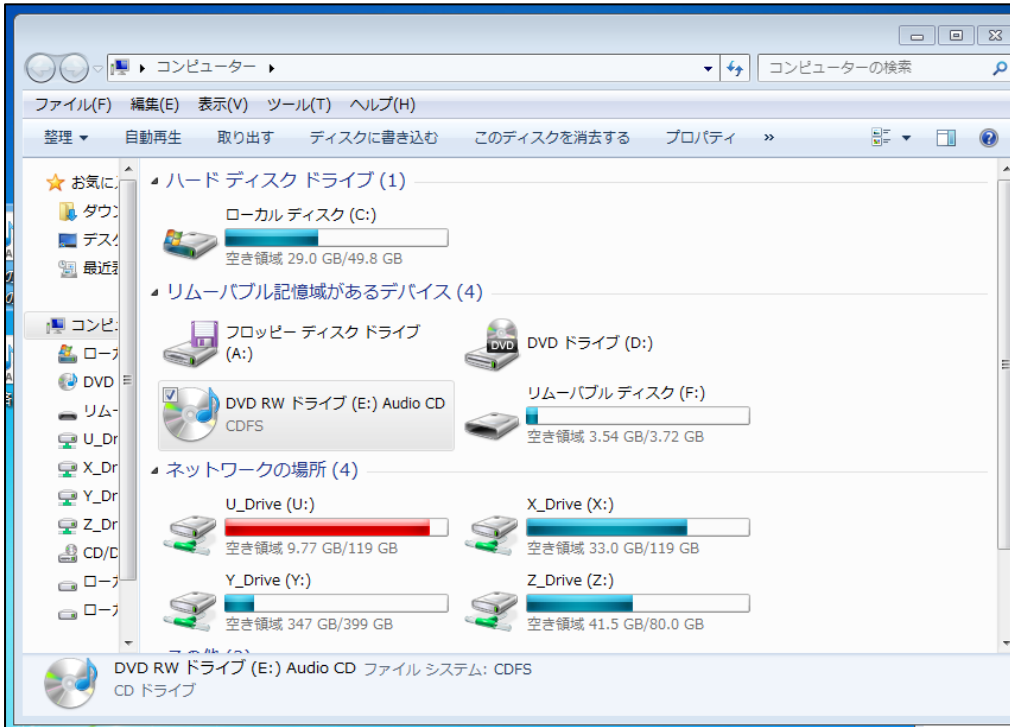 コンピューター
コンピューターの検索
ファイル(F) 編集(E) 表示(V) ツール(T) ヘルプ(H)
整理 自動再生 取り出す ディスクに書き込む このディスクを消去する プロパティ »
お気に
ダウン
デスク
最近
コンピ
ローカ
DVD
リム
U_Dr
X_Dr
Y_Dr
Z_Dr
CD/D
ローカ
ローカ
ハード ディスク ドライブ (1)
ローカル ディスク (C:)
空き領域 29.0 GB/49.8 GB
リムーバブル記憶域があるデバイス (4)
フロッピー ディスク ドライブ
(A:)
DVD ドライブ (D:)
DVD
DVD RW ドライブ (E:) Audio CD
CDFS
リムーバブル ディスク (F:)
空き領域 3.54 GB/3.72 GB
ネットワークの場所 (4)
U_Drive (U:)
空き領域 9.77 GB/119 GB
X_Drive (X:)
空き領域 33.0 GB/119 GB
Y_Drive (Y:)
空き領域 347 GB/399 GB
Z_Drive (Z:)
空き領域 41.5 GB/80.0 GB
DVD RW ドライブ (E:) Audio CD ファイル システム: CDFS
CD ドライブ